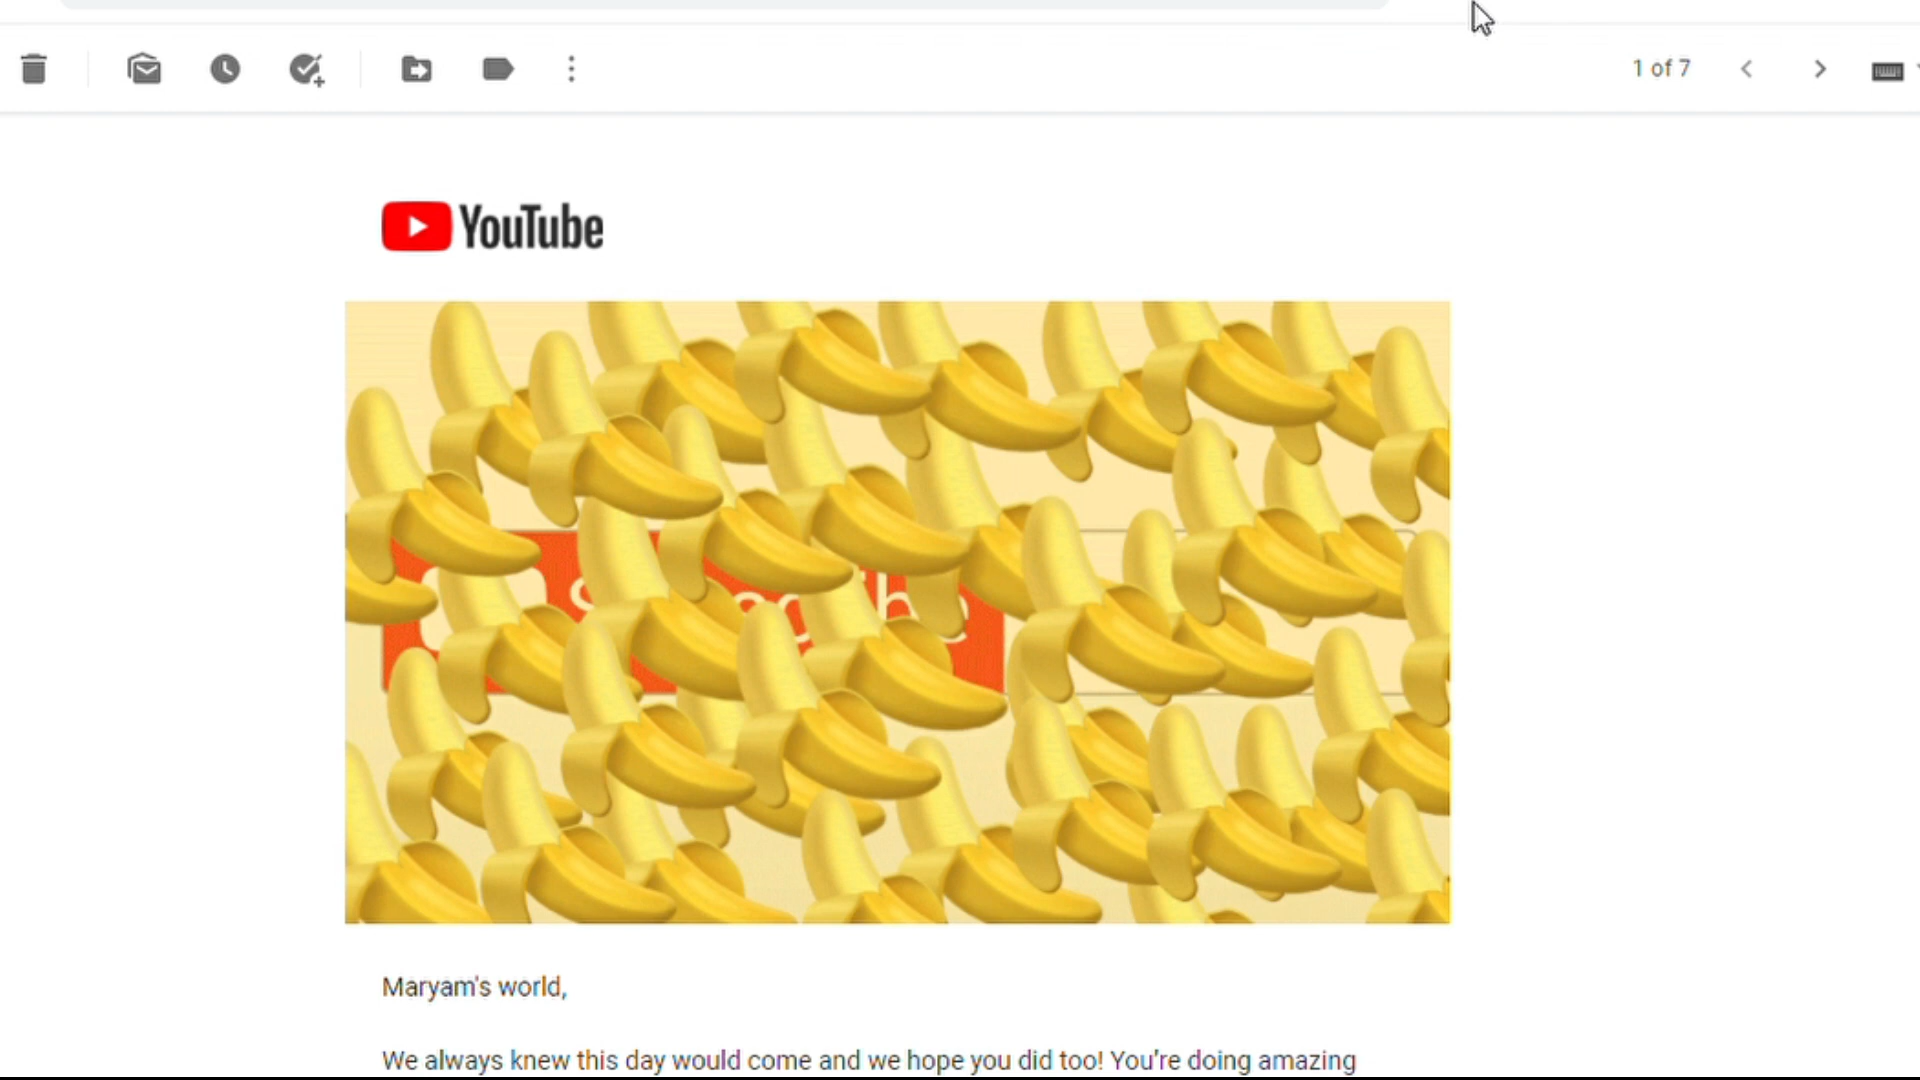 1 of 7
YouTube
Maryam's world,
We always knew this day would come and we hope you did too! You're doing amazing